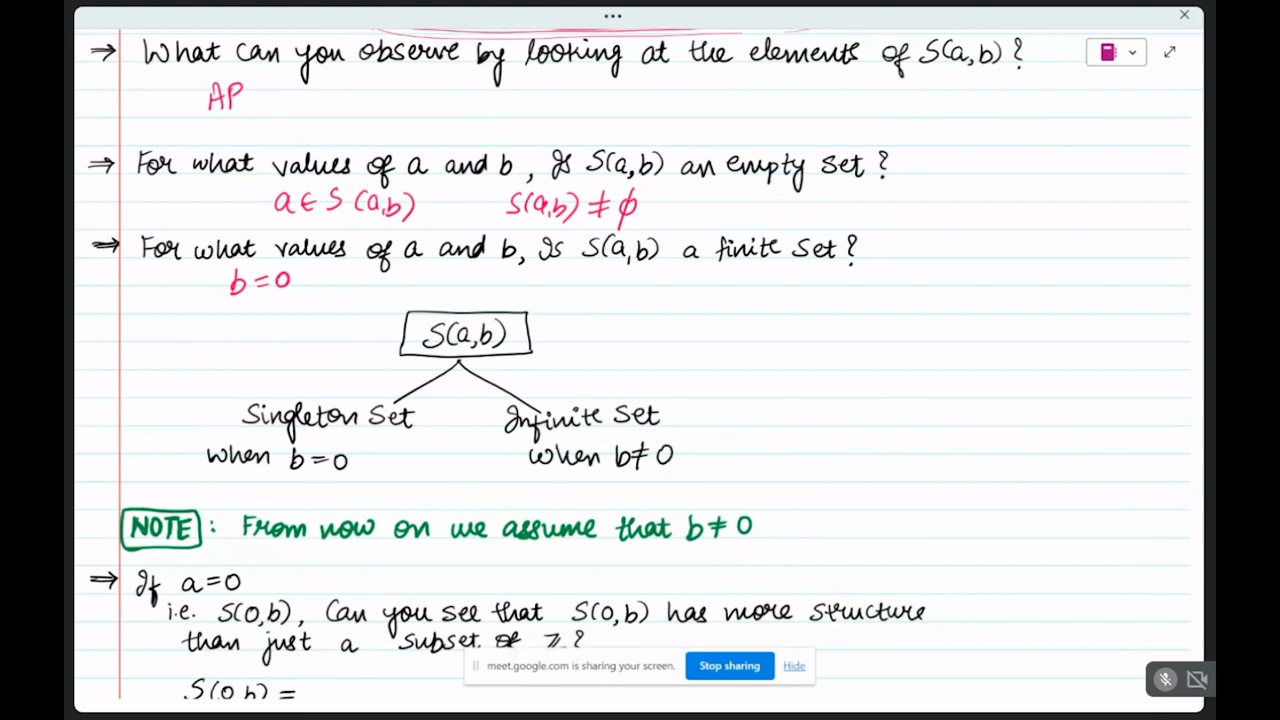 ⇒ What can you observe by looking at the elements of S(a,b)?
AP
⇒ For what values of a and b, Is S(a,b) an empty set?
a ∈ S(a,b) S(a,b) ≠ ϕ
⇒ For what values of a and b, Is S(a,b) a finite set?
b=0
S(a,b)
Singleton Set Infinite Set
when b=0 when b≠0
NOTE: From now on we assume that b≠0
⇒ If a=0
i.e. S(0,b), Can you see that S(0,b) has more structure
than just a subset of ℤ?
meet.google.com is sharing your screen. Stop sharing Hide
S(0,b) =